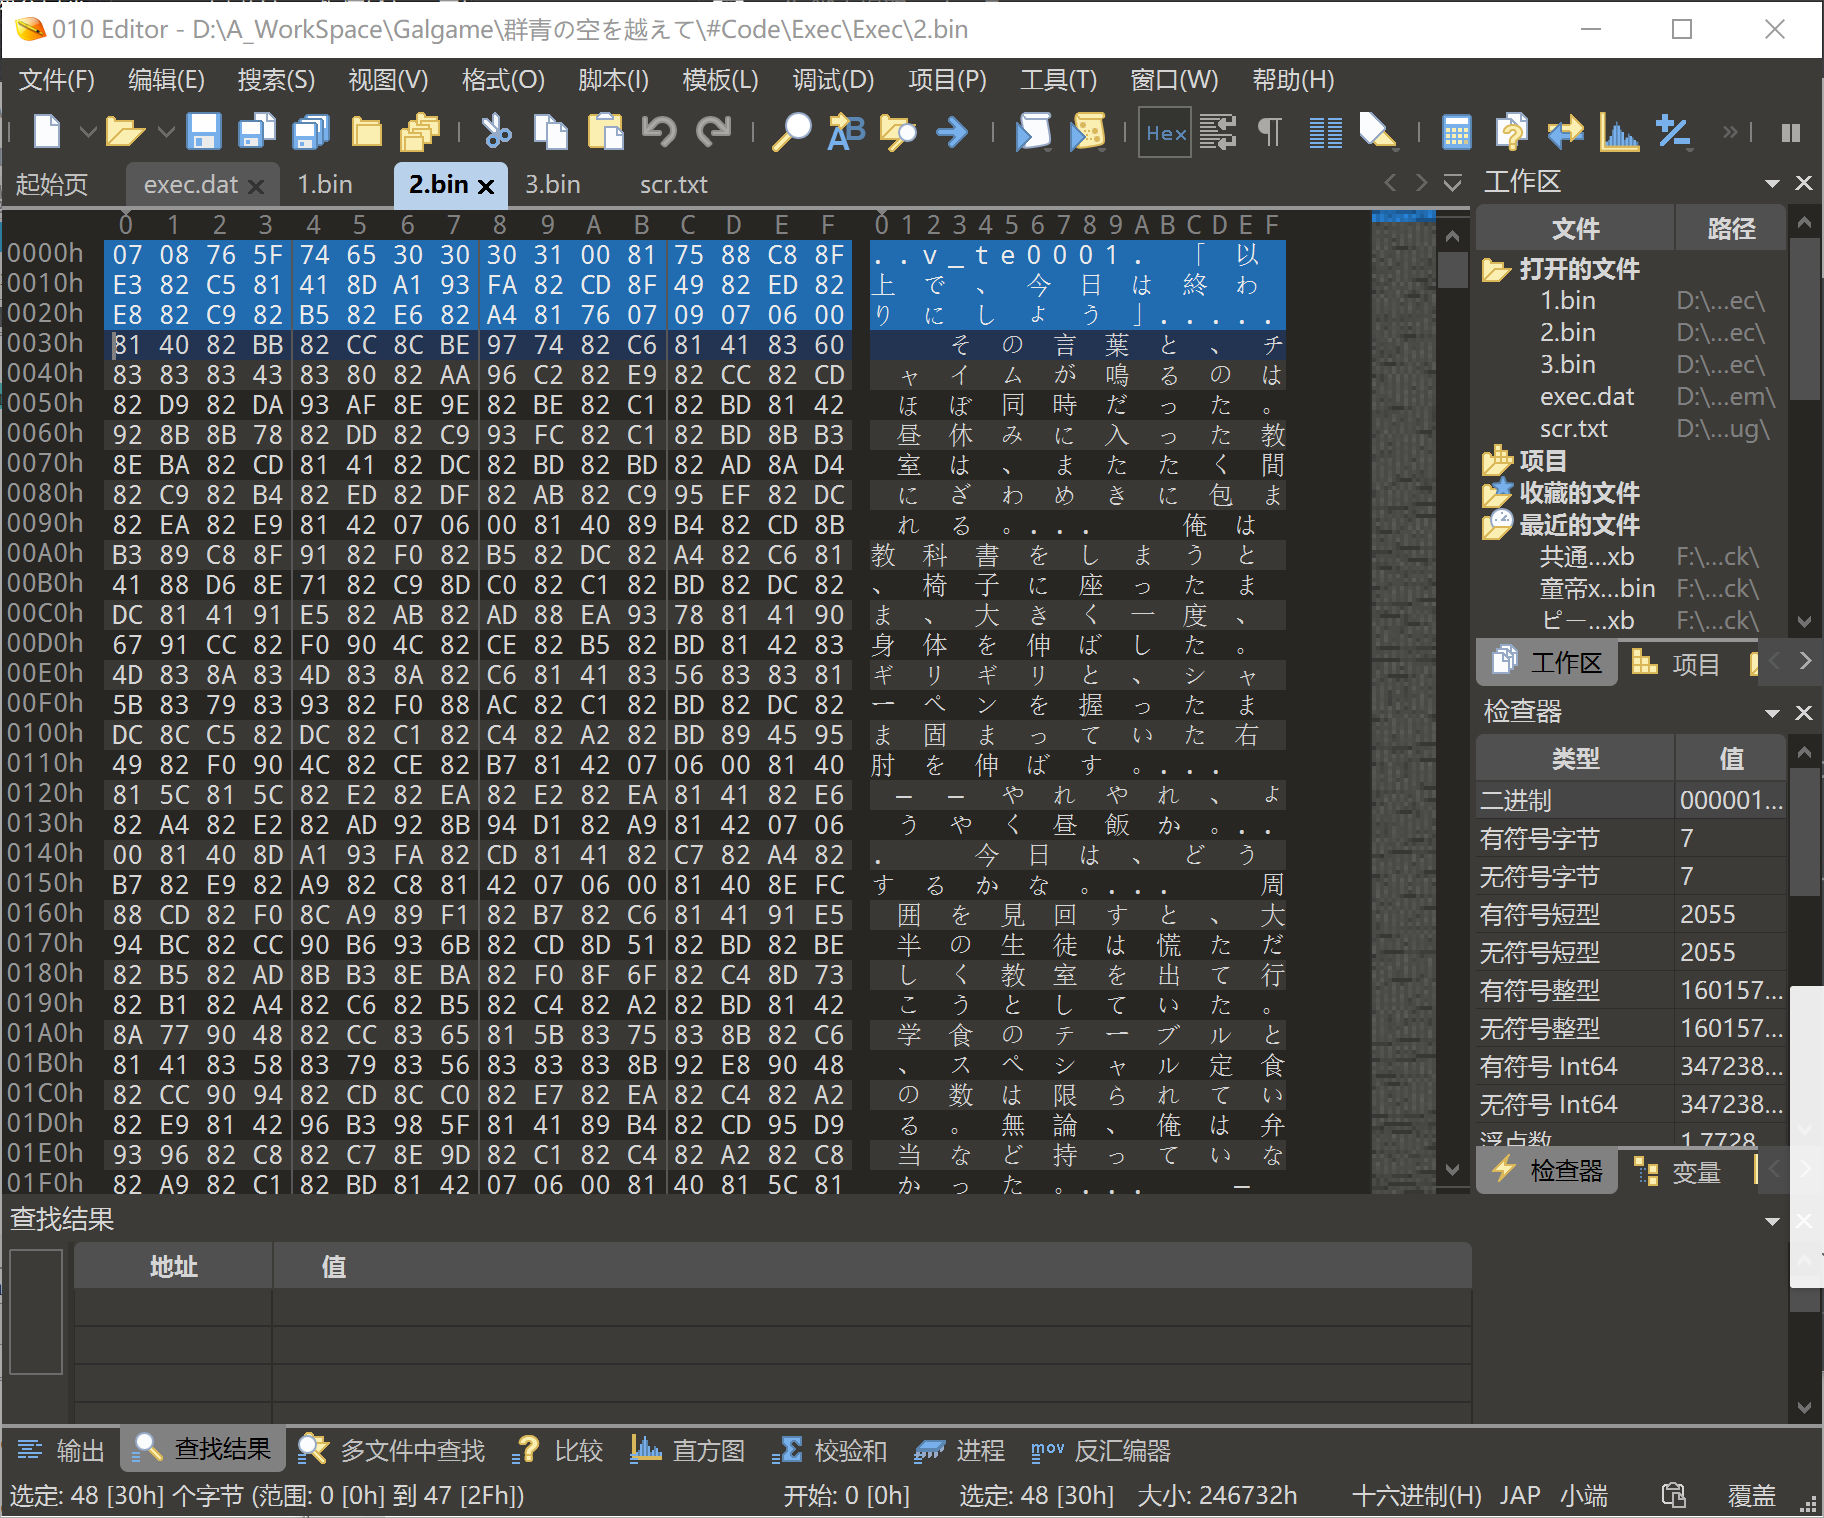 010 Editor - D:\A_WorkSpace\Galgame\群青の空を越えて\#Code\Exec\Exec\2.bin
文件(F) 编辑(E) 搜索(S) 视图(V) 格式(O) 脚本(I) 模板(L) 调试(D) 项目(P) 工具(T) 窗口(W) 帮助(H)
Hex
起始页 exec.dat 1.bin 2.bin 3.bin scr.txt
0 1 2 3 4 5 6 7 8 9 A B C D E F 0123456789ABCDEF
0000h 07 08 76 5F 74 65 30 30 30 31 00 81 75 88 C8 8F ..v_te0001.「以
0010h E3 82 C5 81 41 8D A1 93 FA 82 CD 8F 49 82 ED 82 上で、今日は終わ
0020h E8 82 C9 82 B5 82 E6 82 A4 81 76 07 09 07 06 00 りにしょう」.....
0030h 81 40 82 BB 82 CC 8C BE 97 74 82 C6 81 41 83 60 その言葉と、チ
0040h 83 83 83 43 83 80 82 AA 96 C2 82 E9 82 CC 82 CD ャイムが鳴るのは
0050h 82 D9 82 DA 93 AF 8E 9E 82 BE 82 C1 82 BD 81 42 ほぼ同時だった。
0060h 92 8B 8B 78 82 DD 82 C9 93 FC 82 C1 82 BD 8B B3 昼休みに入った教
0070h 8E BA 82 CD 81 41 82 DC 82 BD 82 BD 82 AD 8A D4 室は、またたく間
0080h 82 C9 82 B4 82 ED 82 DF 82 AB 82 C9 95 EF 82 DC にざわめきに包ま
0090h 82 EA 82 E9 81 42 07 06 00 81 40 89 B4 82 CD 8B れる。... 俺は
00A0h B3 89 C8 8F 91 82 F0 82 B5 82 DC 82 A4 82 C6 81 教科書をしまうと
00B0h 41 88 D6 8E 71 82 C9 8D C0 82 C1 82 BD 82 DC 82 、椅子に座ったま
00C0h DC 81 41 91 E5 82 AB 82 AD 88 EA 93 78 81 41 90 ま、大きく一度、
00D0h 67 91 CC 82 F0 90 4C 82 CE 82 B5 82 BD 81 42 83 身体を伸ばした。
00E0h 4D 83 8A 83 4D 83 8A 82 C6 81 41 83 56 83 83 81 ギリギリと、シャ
00F0h 5B 83 79 83 93 82 F0 88 AC 82 C1 82 BD 82 DC 82 ーペンを握ったま
0100h DC 8C C5 82 DC 82 C1 82 C4 82 A2 82 BD 89 45 95 ま固まっていた右
0110h 49 82 F0 90 4C 82 CE 82 B7 81 42 07 06 00 81 40 肘を伸ばす。...
0120h 81 5C 81 5C 82 E2 82 EA 82 E2 82 EA 81 41 82 E6 ――やれやれ、ょ
0130h 82 A4 82 E2 82 AD 92 8B 94 D1 82 A9 81 42 07 06 うやく昼飯か。..
0140h 00 81 40 8D A1 93 FA 82 CD 81 41 82 C7 82 A4 82 . 今日は、どう
0150h B7 82 E9 82 A9 82 C8 81 42 07 06 00 81 40 8E FC するかな。... 周
0160h 88 CD 82 F0 8C A9 89 F1 82 B7 82 C6 81 41 91 E5 囲を見回すと、大
0170h 94 BC 82 CC 90 B6 93 6B 82 CD 8D 51 82 BD 82 BE 半の生徒は慌ただ
0180h 82 B5 82 AD 8B B3 8E BA 82 F0 8F 6F 82 C4 8D 73 しく教室を出て行
0190h 82 B1 82 A4 82 C6 82 B5 82 C4 82 A2 82 BD 81 42 こうとしていた。
01A0h 8A 77 90 48 82 CC 83 65 81 5B 83 75 83 8B 82 C6 学食のテーブルと
01B0h 81 41 83 58 83 79 83 56 83 83 83 8B 92 E8 90 48 、スペシャル定食
01C0h 82 CC 90 94 82 CD 8C C0 82 E7 82 EA 82 C4 82 A2 の数は限られてい
01D0h 82 E9 81 42 96 B3 98 5F 81 41 89 B4 82 CD 95 D9 る。無論、俺は弁
01E0h 93 96 82 C8 82 C7 8E 9D 82 C1 82 C4 82 A2 82 C8 当など持っていな
01F0h 82 A9 82 C1 82 BD 81 42 07 06 00 81 40 81 5C 81 かった。... ―
工作区
文件 路径
打开的文件
1.bin D:\...ec\
2.bin D:\...ec\
3.bin D:\...ec\
exec.dat D:\...em\
scr.txt D:\...ug\
项目
收藏的文件
最近的文件
共通...xb F:\...ck\
童帝x...bin F:\...ck\
ピー...xb F:\...ck\
工作区 项目
检查器
类型 值
二进制 000001...
有符号字节 7
无符号字节 7
有符号短型 2055
无符号短型 2055
有符号整型 160157...
无符号整型 160157...
有符号 Int64 347238...
无符号 Int64 347238...
浮点数 1.7728
检查器 变量
查找结果
地址 值
输出 查找结果 多文件中查找 比较 直方图 校验和 进程 mov 反汇编器
选定: 48 [30h] 个字节 (范围: 0 [0h] 到 47 [2Fh]) 开始: 0 [0h] 选定: 48 [30h] 大小: 246732h 十六进制(H) JAP 小端 覆盖